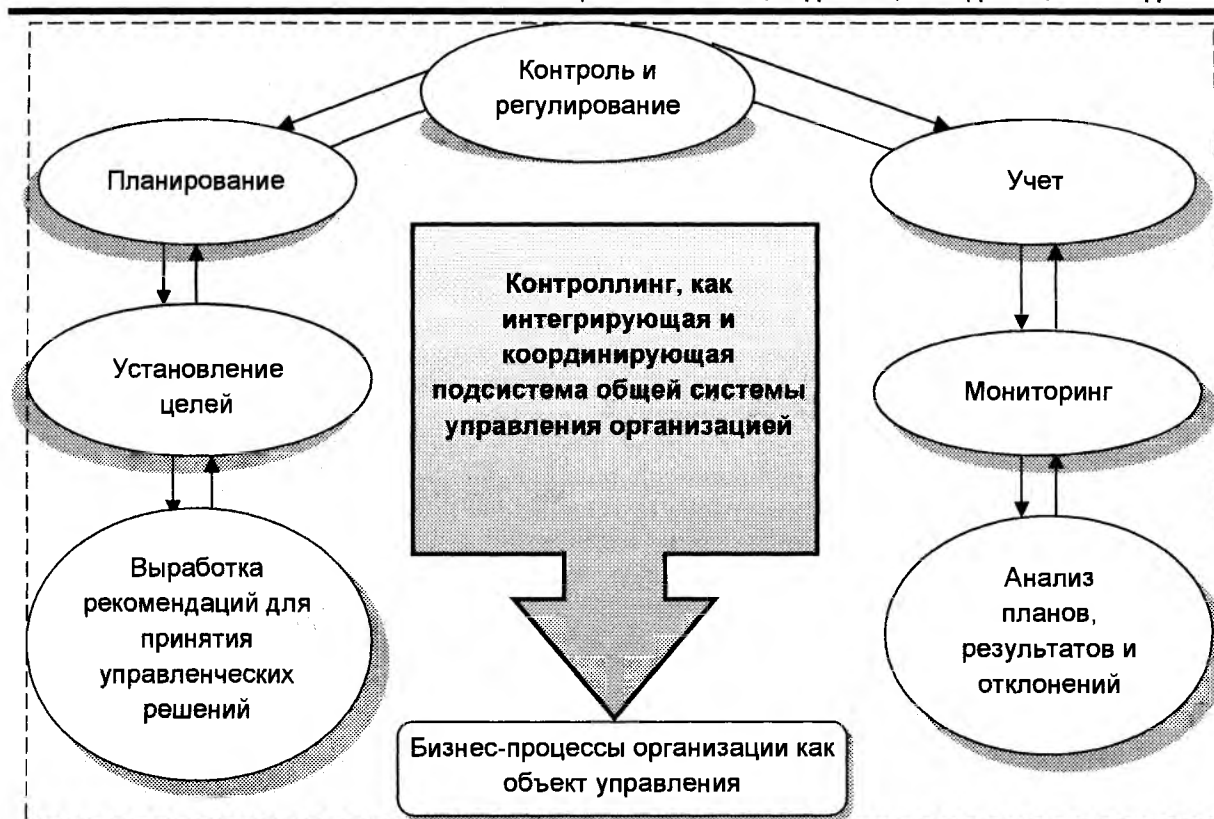 Контроль и
регулирование
Планирование
Учет
Контроллинг, как
интегрирующая и
координирующая
подсистема общей системы
управления организацией
Установление
целей
Мониторинг
Выработка
рекомендаций для
принятия
управленческих
решений
Анализ
планов,
результатов и
отклонений
Бизнес-процессы организации как
объект управления